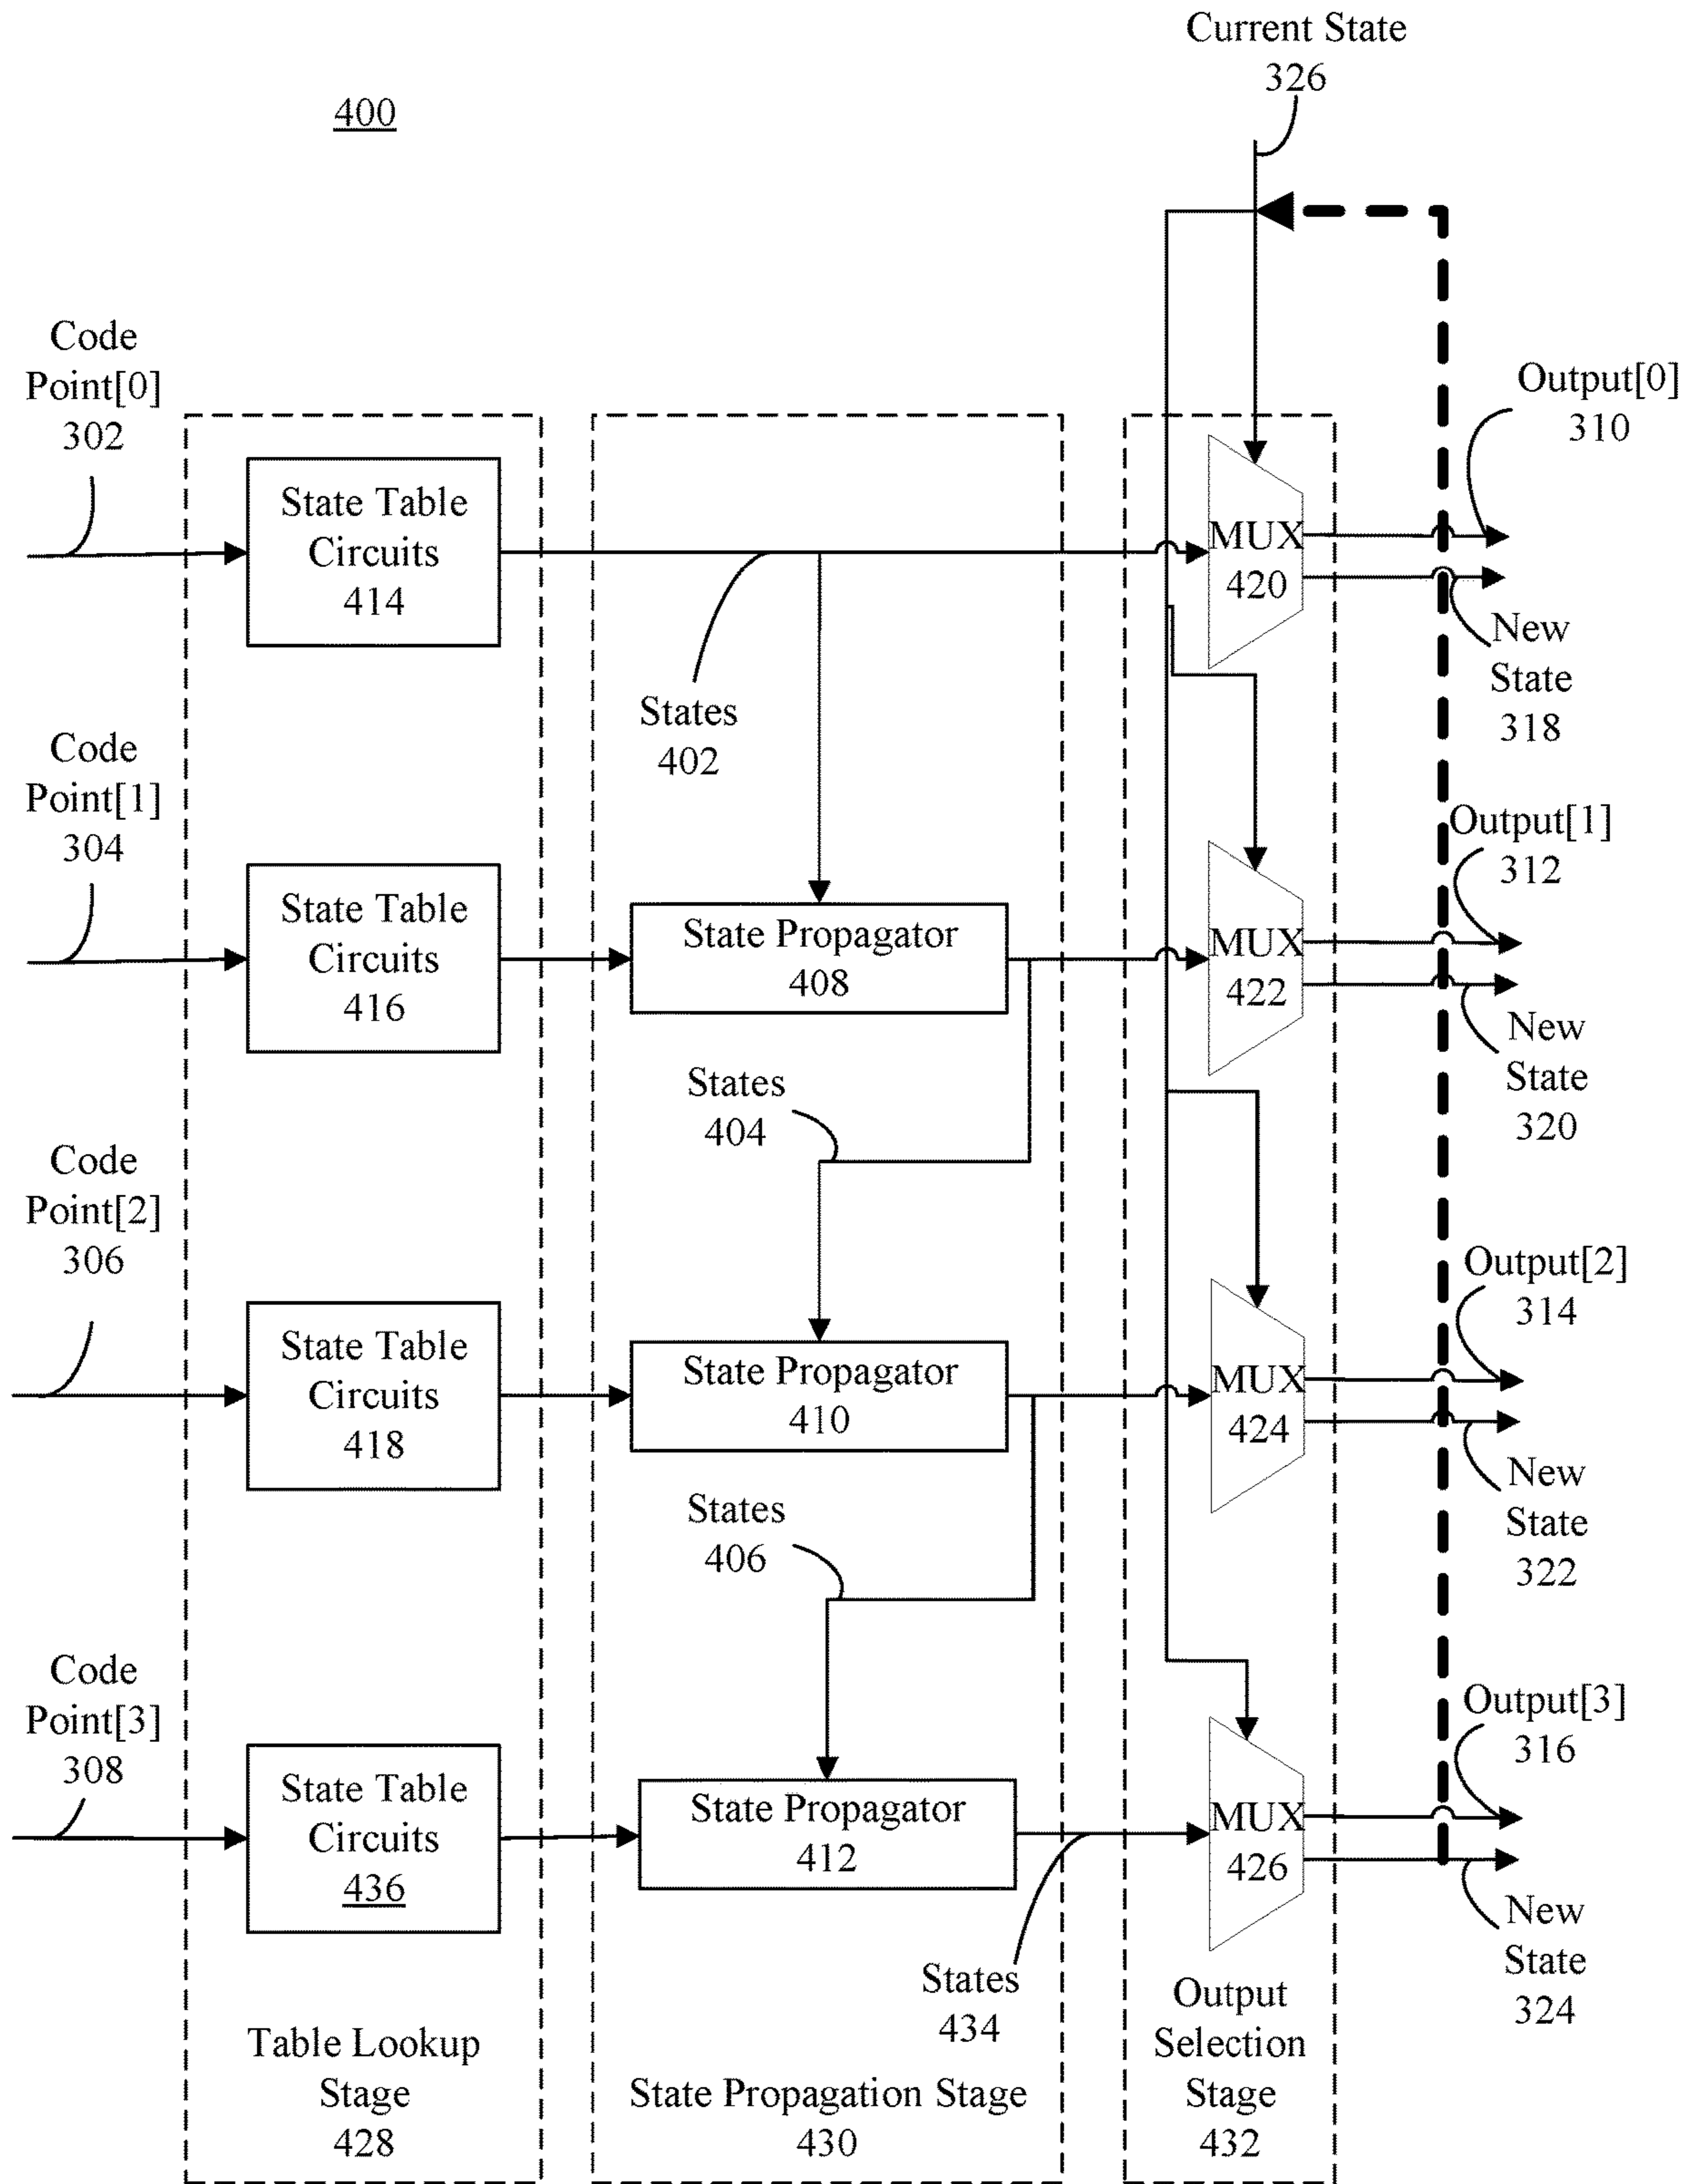 Current State
326
400
Code
Point[0]
302
Output[0]
310
State Table
Circuits
414
MUX
420
New
State
318
States
402
Code
Point[1]
304
Output[1]
312
State Table
Circuits
416
State Propagator
408
MUX
422
New
State
320
States
404
Code
Point[2]
306
Output[2]
314
State Table
Circuits
418
State Propagator
410
MUX
424
New
State
322
States
406
Code
Point[3]
308
Output[3]
316
State Table
Circuits
436
State Propagator
412
MUX
426
New
State
324
States
434
Table Lookup
Stage
428
State Propagation Stage
430
Output
Selection
Stage
432